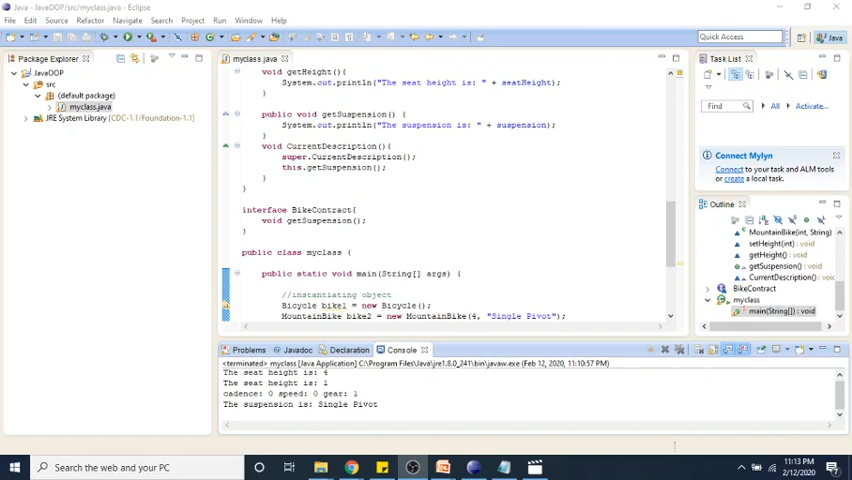 Java - JavaOOP/src/myclass.java - Eclipse
File Edit Source Refactor Navigate Search Project Run Window Help
Quick Access
Java
Package Explorer
JavaOOP
src
(default package)
myclass.java
JRE System Library [CDC-1.1/Foundation-1.1]
myclass.java
void getHeight(){
System.out.println("The seat height is: " + seatHeight);
}
public void getSuspension() {
System.out.println("The suspension is: " + suspension);
}
void CurrentDescription(){
super.CurrentDescription();
this.getSuspension();
}
}
interface BikeContract{
void getSuspension();
}
public class myclass {
public static void main(String[] args) {
//instantiating object
Bicycle bike1 = new Bicycle();
MountainBike bike2 = new MountainBike(4, "Single Pivot");
Task List
Find
All
Activate...
Connect Mylyn
Connect to your task and ALM tools
or create a local task.
Outline
MountainBike(int, String)
setHeight(int) : void
getHeight() : void
getSuspension() : void
CurrentDescription() : void
BikeContract
myclass
main(String[]) : void
Problems Javadoc Declaration Console
<terminated> myclass [Java Application] C:\Program Files\Java\jre1.8.0_241\bin\javaw.exe (Feb 12, 2020, 11:10:57 PM)
The seat height is: 4
The seat height is: 1
cadence: 0 speed: 0 gear: 1
The suspension is: Single Pivot
Search the web and apps
11:13 PM
2/12/2020